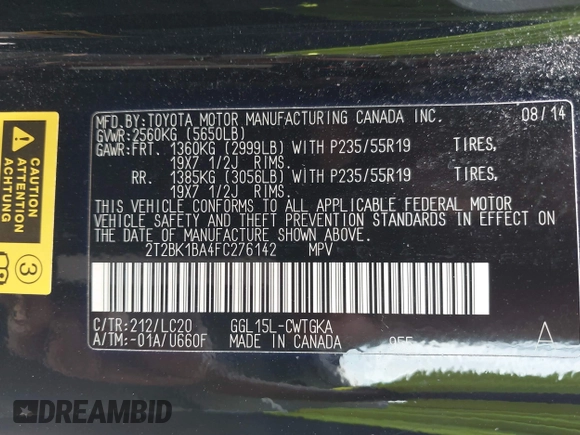 MFD.BY:TOYOTA MOTOR MANUFACTURING CANADA INC. 08/14
GVWR:2560KG (5650LB)
GAWR:FRT. 1360KG (2999LB) WITH P235/55R19 TIRES,
19X7 1/2J RIMS.
RR. 1385KG (3056LB) WITH P235/55R19 TIRES,
19X7 1/2J RIMS.
THIS VEHICLE CONFORMS TO ALL APPLICABLE FEDERAL MOTOR
VEHICLE SAFETY AND THEFT PREVENTION STANDARDS IN EFFECT ON
THE DATE OF MANUFACTURE SHOWN ABOVE.
2T2BK1BA4FC276142 MPV
C/TR:212/LC20 GGL15L-CWTGKA
A/TM:-01A/U660F MADE IN CANADA
A
CAUTION
ATTENTION
ACHTUNG
3
DREAMBID